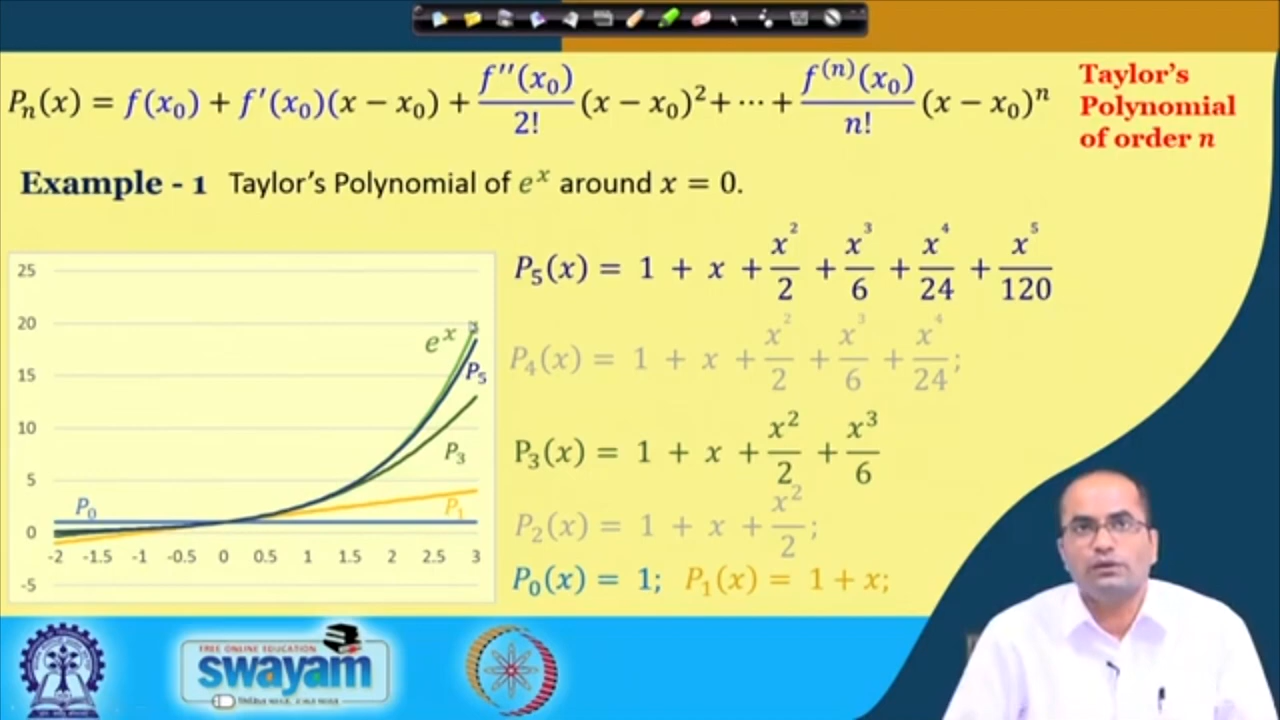 Pₙ(x) = f(x₀) + f′(x₀)(x − x₀) + f′′(x₀)/2! (x − x₀)² + ⋯ + f⁽ⁿ⁾(x₀)/n! (x − x₀)ⁿ
Taylor's
Polynomial
of order n
Example - 1 Taylor's Polynomial of eˣ around x = 0.
P₅(x) = 1 + x + x²/2 + x³/6 + x⁴/24 + x⁵/120
P₄(x) = 1 + x + x²/2 + x³/6 + x⁴/24;
P₃(x) = 1 + x + x²/2 + x³/6
P₂(x) = 1 + x + x²/2;
P₀(x) = 1; P₁(x) = 1 + x;
25
20
15
10
5
0
-5
eˣ
P₅
P₃
P₀
P₁
-2 -1.5 -1 -0.5 0 0.5 1 1.5 2 2.5 3
FREE ONLINE EDUCATION
swayam